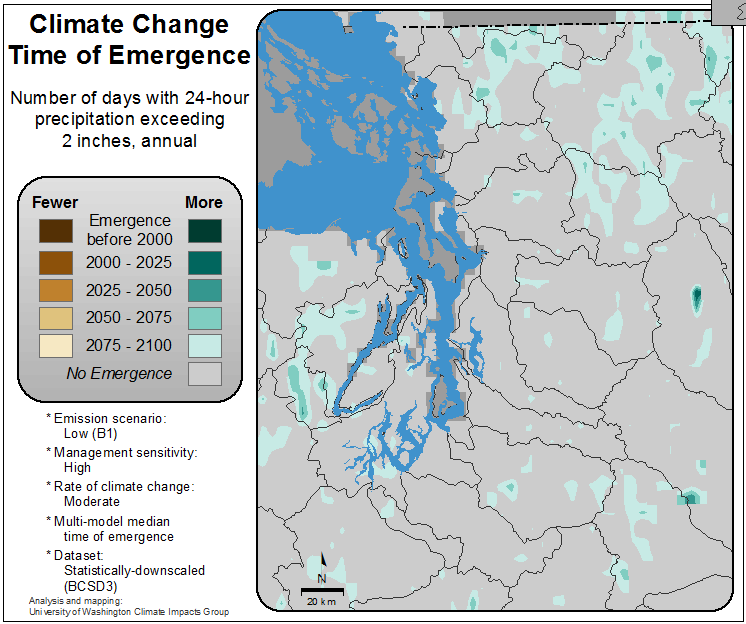 Climate Change
Time of Emergence
Number of days with 24-hour
precipitation exceeding
2 inches, annual
Fewer More
Emergence
before 2000
2000 - 2025
2025 - 2050
2050 - 2075
2075 - 2100
No Emergence
* Emission scenario:
Low (B1)
* Management sensitivity:
High
* Rate of climate change:
Moderate
* Multi-model median
time of emergence
* Dataset:
Statistically-downscaled
(BCSD3)
Analysis and mapping:
University of Washington Climate Impacts Group
N
20 km